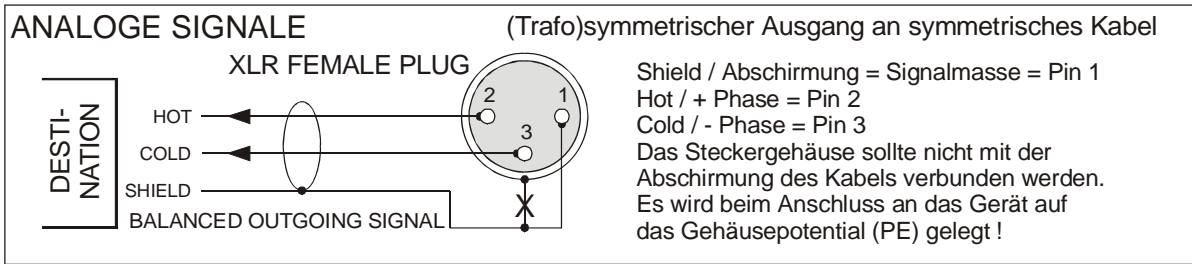 ANALOGE SIGNALE
(Trafo)symmetrischer Ausgang an symmetrisches Kabel
XLR FEMALE PLUG
DESTI-
NATION
HOT
COLD
SHIELD
BALANCED OUTGOING SIGNAL
2
1
3
X
Shield / Abschirmung = Signalmasse = Pin 1
Hot / + Phase = Pin 2
Cold / - Phase = Pin 3
Das Steckergehäuse sollte nicht mit der
Abschirmung des Kabels verbunden werden.
Es wird beim Anschluss an das Gerät auf
das Gehäusepotential (PE) gelegt !